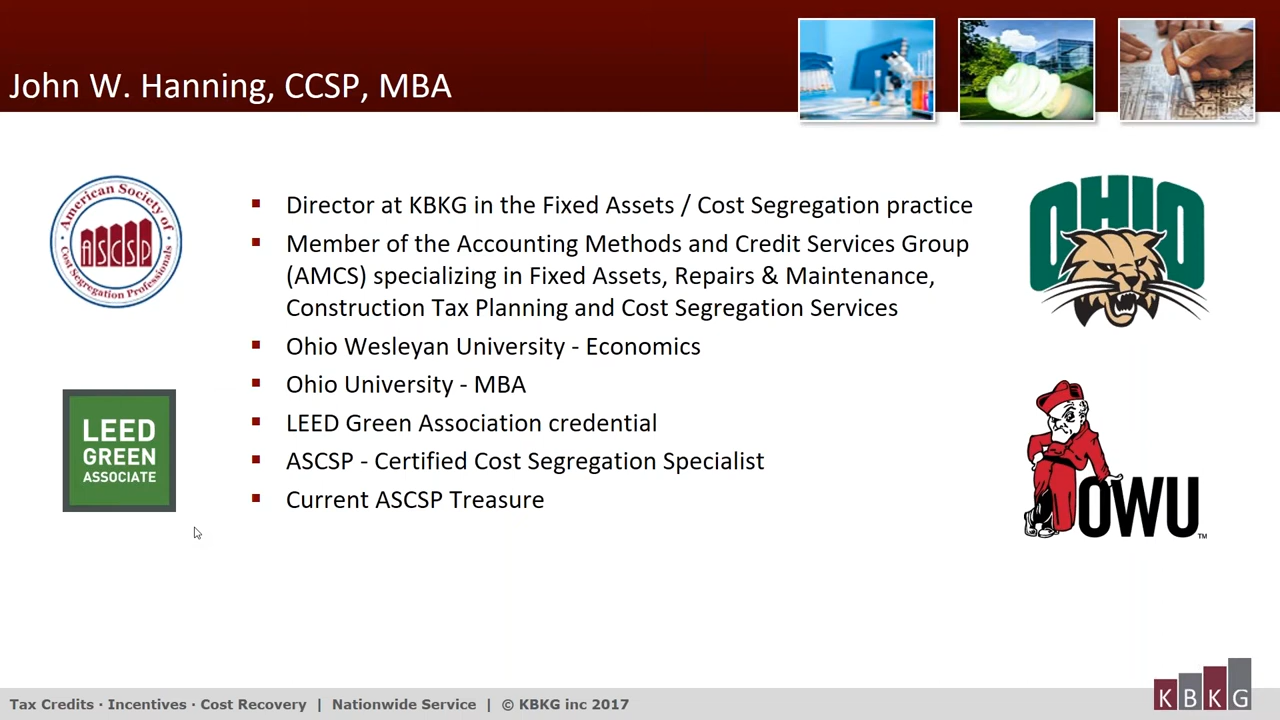 John W. Hanning, CCSP, MBA
American Society of
ASCSP
Cost Segregation Professionals
Director at KBKG in the Fixed Assets / Cost Segregation practice
Member of the Accounting Methods and Credit Services Group
(AMCS) specializing in Fixed Assets, Repairs & Maintenance,
Construction Tax Planning and Cost Segregation Services
Ohio Wesleyan University - Economics
Ohio University - MBA
LEED Green Association credential
ASCSP - Certified Cost Segregation Specialist
Current ASCSP Treasure
LEED
GREEN
ASSOCIATE
OHIO
OWU
TM
Tax Credits · Incentives · Cost Recovery | Nationwide Service | © KBKG inc 2017
KBKG